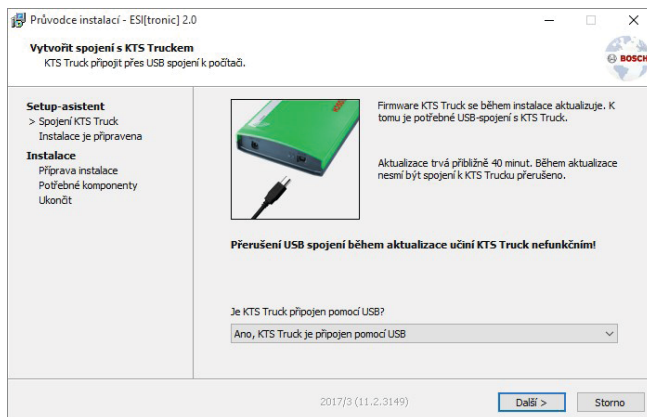 Průvodce instalací - ESI[tronic] 2.0
Vytvořit spojení s KTS Truckem
KTS Truck připojit přes USB spojení k počítači.
BOSCH
Setup-asistent
> Spojení KTS Truck
Instalace je připravena
Instalace
Příprava instalace
Potřebné komponenty
Ukončit
Firmware KTS Truck se během instalace aktualizuje. K
tomu je potřebné USB-spojení s KTS Truck.
Aktualizace trvá přibližně 40 minut. Během aktualizace
nesmí být spojení k KTS Trucku přerušeno.
Přerušení USB spojení během aktualizace učiní KTS Truck nefunkčním!
Je KTS Truck připojen pomocí USB?
Ano, KTS Truck je připojen pomocí USB
2017/3 (11.2.3149)
Další >
Storno